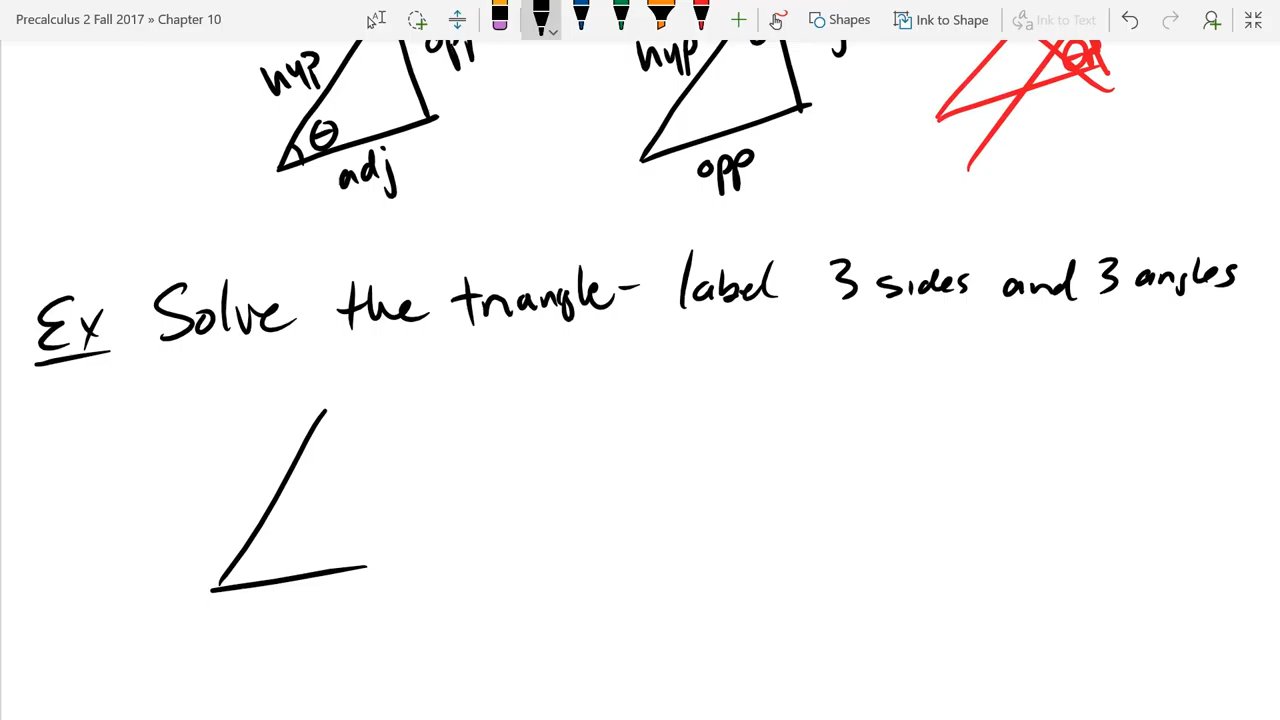 Precalculus 2 Fall 2017 » Chapter 10
Shapes
Ink to Shape
Ink to Text
hyp
opp
θ
adj
hyp
opp
θ
Ex Solve the triangle - label 3 sides and 3 angles